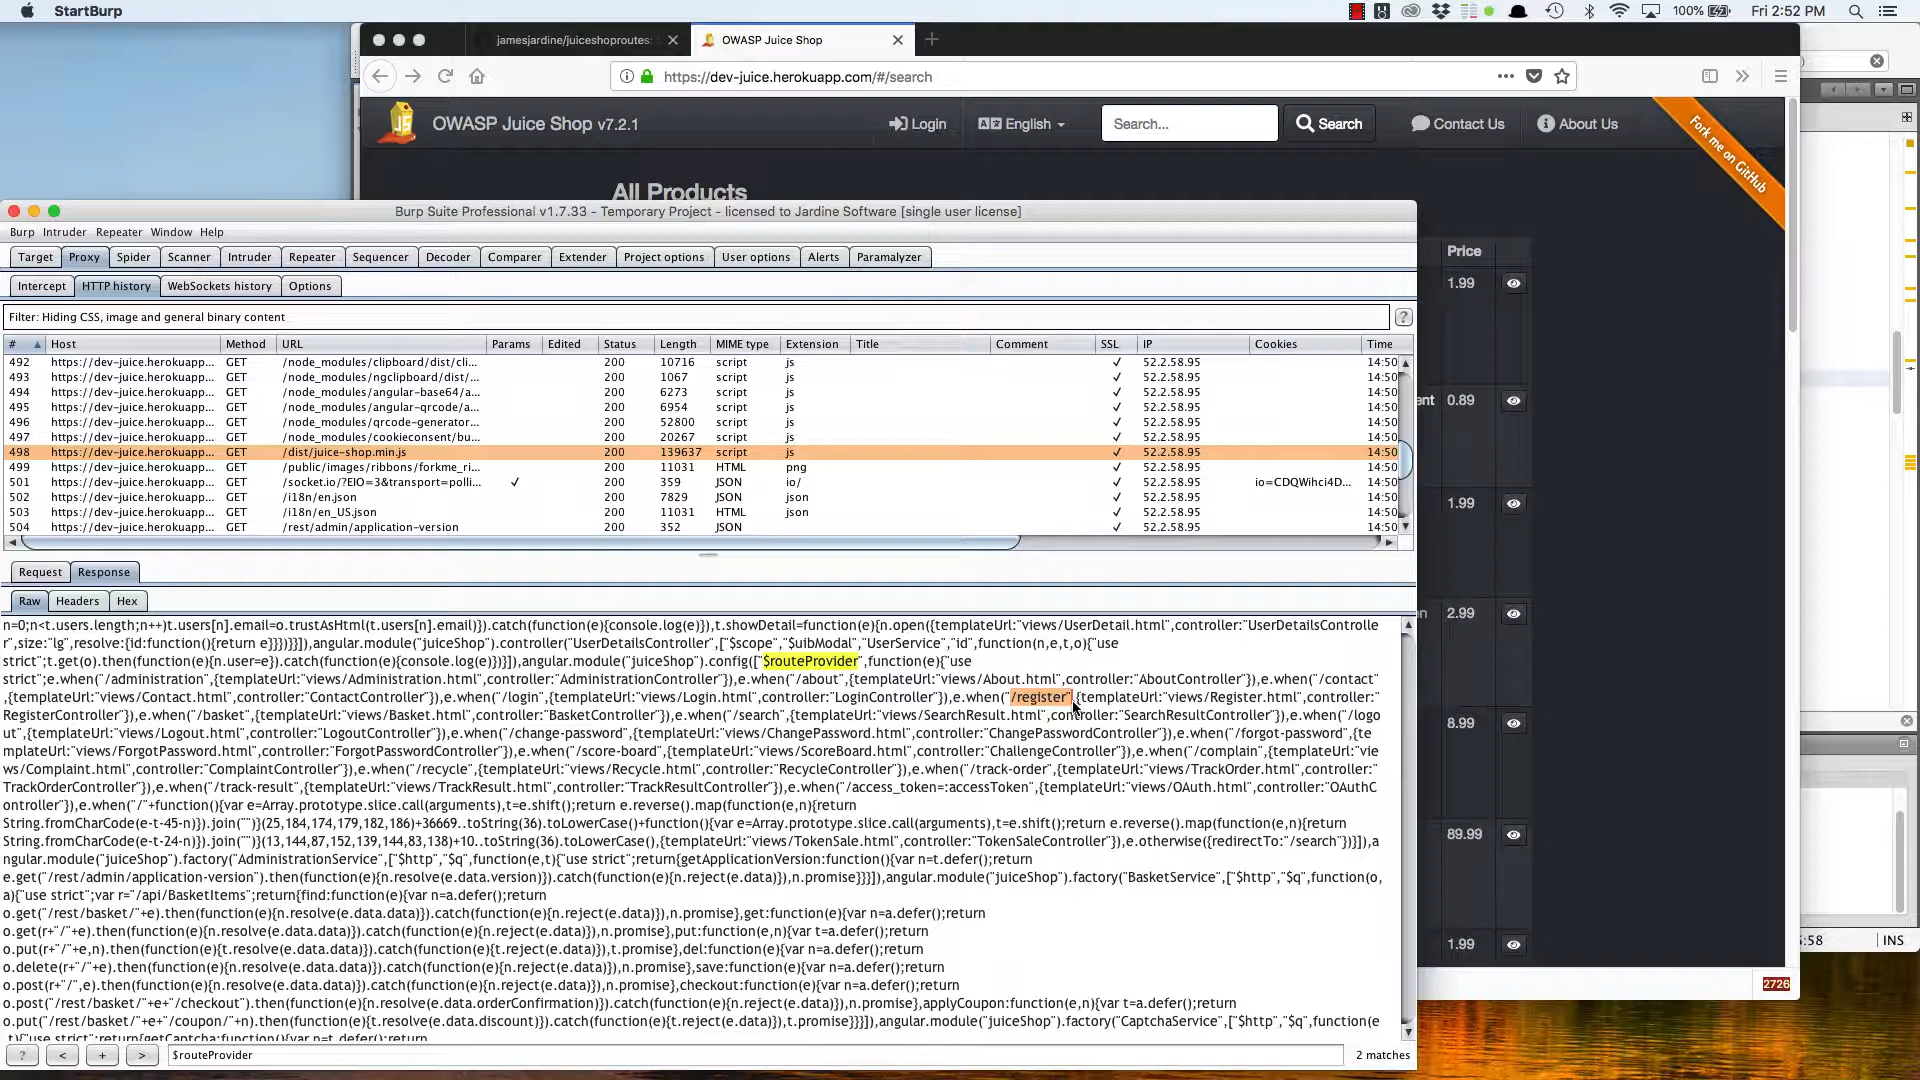 StartBurp
100%
Fri 2:52 PM
jamesjardine/juiceshoproutes:
OWASP Juice Shop
https://dev-juice.herokuapp.com/#/search
OWASP Juice Shop v7.2.1
Login
English
Search...
Search
Contact Us
About Us
Fork me on GitHub
All Products
Burp Suite Professional v1.7.33 - Temporary Project - licensed to Jardine Software [single user license]
Burp Intruder Repeater Window Help
Target Proxy Spider Scanner Intruder Repeater Sequencer Decoder Comparer Extender Project options User options Alerts Paramalyzer
Intercept HTTP history WebSockets history Options
Filter: Hiding CSS, image and general binary content
?
# Host Method URL Params Edited Status Length MIME type Extension Title Comment SSL IP Cookies Time
492 https://dev-juice.herokuapp... GET /node_modules/clipboard/dist/cli... 200 10716 script js ✓ 52.2.58.95 14:50
493 https://dev-juice.herokuapp... GET /node_modules/ngclipboard/dist/... 200 1067 script js ✓ 52.2.58.95 14:50
494 https://dev-juice.herokuapp... GET /node_modules/angular-base64/a... 200 6273 script js ✓ 52.2.58.95 14:50
495 https://dev-juice.herokuapp... GET /node_modules/angular-qrcode/a... 200 6954 script js ✓ 52.2.58.95 14:50
496 https://dev-juice.herokuapp... GET /node_modules/qrcode-generator... 200 52800 script js ✓ 52.2.58.95 14:50
497 https://dev-juice.herokuapp... GET /node_modules/cookieconsent/bu... 200 20267 script js ✓ 52.2.58.95 14:50
498 https://dev-juice.herokuapp... GET /dist/juice-shop.min.js 200 139637 script js ✓ 52.2.58.95 14:50
499 https://dev-juice.herokuapp... GET /public/images/ribbons/forkme_ri... 200 11031 HTML png ✓ 52.2.58.95 14:50
501 https://dev-juice.herokuapp... GET /socket.io/?EIO=3&transport=polli... ✓ 200 359 JSON io/ ✓ 52.2.58.95 io=CDQWihci4D... 14:50
502 https://dev-juice.herokuapp... GET /i18n/en.json 200 7829 JSON json ✓ 52.2.58.95 14:50
503 https://dev-juice.herokuapp... GET /i18n/en_US.json 200 11031 HTML json ✓ 52.2.58.95 14:50
504 https://dev-juice.herokuapp... GET /rest/admin/application-version 200 352 JSON ✓ 52.2.58.95 14:50
Request Response
Raw Headers Hex
n=0;n<t.users.length;n++)t.users[n].email=o.trustAsHtml(t.users[n].email)}).catch(function(e){console.log(e)}),t.showDetail=function(e){n.open({templateUrl:"views/UserDetail.html",controller:"UserDetailsControlle
r",size:"lg",resolve:{id:function(){return e}}})}}]),angular.module("juiceShop").controller("UserDetailsController",["$scope","$uibModal","UserService","id",function(n,e,t,o){"use
strict";t.get(o).then(function(e){n.user=e}).catch(function(e){console.log(e)})}]),angular.module("juiceShop").config(["$routeProvider",function(e){"use
strict";e.when("/administration",{templateUrl:"views/Administration.html",controller:"AdministrationController"}),e.when("/about",{templateUrl:"views/About.html",controller:"AboutController"}),e.when("/contact"
,{templateUrl:"views/Contact.html",controller:"ContactController"}),e.when("/login",{templateUrl:"views/Login.html",controller:"LoginController"}),e.when("/register",{templateUrl:"views/Register.html",controller:"
RegisterController"}),e.when("/basket",{templateUrl:"views/Basket.html",controller:"BasketController"}),e.when("/search",{templateUrl:"views/SearchResult.html",controller:"SearchResultController"}),e.when("/logo
ut",{templateUrl:"views/Logout.html",controller:"LogoutController"}),e.when("/change-password",{templateUrl:"views/ChangePassword.html",controller:"ChangePasswordController"}),e.when("/forgot-password",{te
mplateUrl:"views/ForgotPassword.html",controller:"ForgotPasswordController"}),e.when("/score-board",{templateUrl:"views/ScoreBoard.html",controller:"ChallengeController"}),e.when("/complain",{templateUrl:"vie
ws/Complaint.html",controller:"ComplaintController"}),e.when("/recycle",{templateUrl:"views/Recycle.html",controller:"RecycleController"}),e.when("/track-order",{templateUrl:"views/TrackOrder.html",controller:"
TrackOrderController"}),e.when("/track-result",{templateUrl:"views/TrackResult.html",controller:"TrackResultController"}),e.when("/access_token=:accessToken",{templateUrl:"views/OAuth.html",controller:"OAuthC
ontroller"}),e.when("/"+function(){var e=Array.prototype.slice.call(arguments),t=e.shift();return e.reverse().map(function(e,n){return
String.fromCharCode(e-t-45-n)}).join("")}(25,184,174,179,182,186)+36669..toString(36).toLowerCase()+function(){var e=Array.prototype.slice.call(arguments),t=e.shift();return e.reverse().map(function(e,n){return
String.fromCharCode(e-t-24-n)}).join("")}(13,144,87,152,139,144,83,138)+10..toString(36).toLowerCase(),{templateUrl:"views/TokenSale.html",controller:"TokenSaleController"}),e.otherwise({redirectTo:"/search"})}]),a
ngular.module("juiceShop").factory("AdministrationService",["$http","$q",function(e,t){"use strict";return{getApplicationVersion:function(){var n=t.defer();return
e.get("/rest/admin/application-version").then(function(e){n.resolve(e.data.version)}).catch(function(e){n.reject(e.data)}),n.promise}}}]),angular.module("juiceShop").factory("BasketService",["$http","$q",function(o,
a){"use strict";var r="/api/BasketItems";return{find:function(e){var n=a.defer();return
o.get("/rest/basket/"+e).then(function(e){n.resolve(e.data.data)}).catch(function(e){n.reject(e.data)}),n.promise},get:function(e){var n=a.defer();return
o.get(r+"/"+e).then(function(e){n.resolve(e.data.data)}).catch(function(e){n.reject(e.data)}),n.promise},put:function(e,n){var t=a.defer();return
o.put(r+"/"+e,n).then(function(e){t.resolve(e.data.data)}).catch(function(e){t.reject(e.data)}),t.promise},del:function(e){var n=a.defer();return
o.delete(r+"/"+e).then(function(e){n.resolve(e.data.data)}).catch(function(e){n.reject(e.data)}),n.promise},save:function(e){var n=a.defer();return
o.post(r+"/",e).then(function(e){n.resolve(e.data.data)}).catch(function(e){n.reject(e.data)}),n.promise},checkout:function(e){var n=a.defer();return
o.post("/rest/basket/"+e+"/checkout").then(function(e){n.resolve(e.data.orderConfirmation)}).catch(function(e){n.reject(e.data)}),n.promise},applyCoupon:function(e,n){var t=a.defer();return
o.put("/rest/basket/"+e+"/coupon/"+n).then(function(e){t.resolve(e.data.discount)}).catch(function(e){t.reject(e.data)}),t.promise}}}]),angular.module("juiceShop").factory("CaptchaService",["$http","$q",function(e
,t){"use strict";return{getCaptcha:function(){var n=t.defer();return
? < + > $routeProvider 2 matches
Price
1.99
ent 0.89
1.99
2.99
8.99
89.99
1.99
2726
5:58 INS